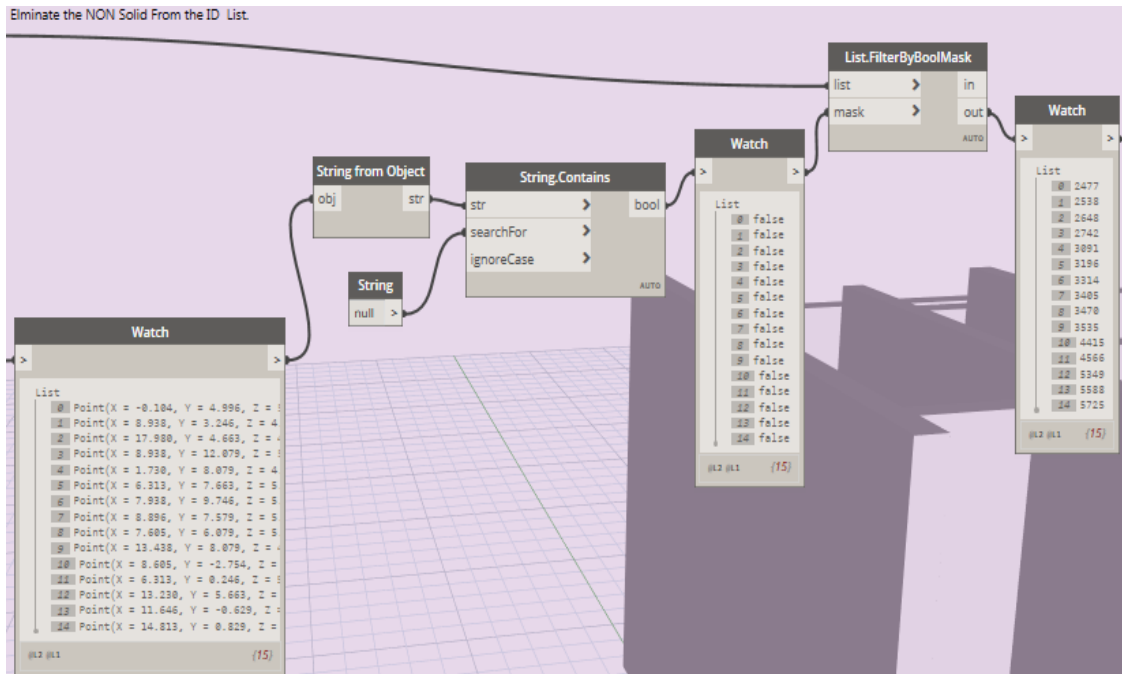 Elminate the NON Solid From the ID List.
List.FilterByBoolMask
list > in
mask > out
AUTO
Watch
> >
List
0 2477
1 2538
2 2648
3 2742
4 3091
5 3196
6 3314
7 3405
8 3470
9 3535
10 4415
11 4566
12 5349
13 5588
14 5725
@L2 @L1 {15}
Watch
> >
List
0 false
1 false
2 false
3 false
4 false
5 false
6 false
7 false
8 false
9 false
10 false
11 false
12 false
13 false
14 false
@L2 @L1 {15}
String from Object
obj str
String.Contains
str > bool
searchFor >
ignoreCase >
AUTO
String
null >
Watch
> >
List
0 Point(X = -0.104, Y = 4.996, Z =
1 Point(X = 8.938, Y = 3.246, Z = 4
2 Point(X = 17.980, Y = 4.663, Z =
3 Point(X = 8.938, Y = 12.079, Z =
4 Point(X = 1.730, Y = 8.079, Z = 4
5 Point(X = 6.313, Y = 7.663, Z = 5
6 Point(X = 7.938, Y = 9.746, Z = 5
7 Point(X = 8.896, Y = 7.579, Z = 5
8 Point(X = 7.605, Y = 6.079, Z = 5
9 Point(X = 13.438, Y = 8.079, Z =
10 Point(X = 8.605, Y = -2.754, Z =
11 Point(X = 6.313, Y = 0.246, Z =
12 Point(X = 13.230, Y = 5.663, Z =
13 Point(X = 11.646, Y = -0.629, Z =
14 Point(X = 14.813, Y = 0.829, Z =
@L2 @L1 {15}